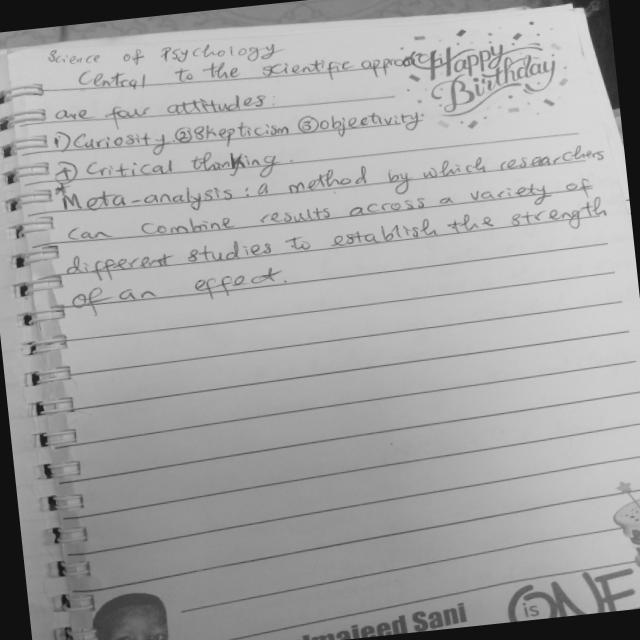 Science of Psychology
Central to the scientific approach
are four attitudes:
1) Curiosity ② Skepticism ③ objectivity
④ Critical thinking.
* Meta-analysis: a method by which researchers
can combine results across a variety of
different studies to establish the strength
of an effect.
Happy
Birthday
lmajeed Sani
is ONE